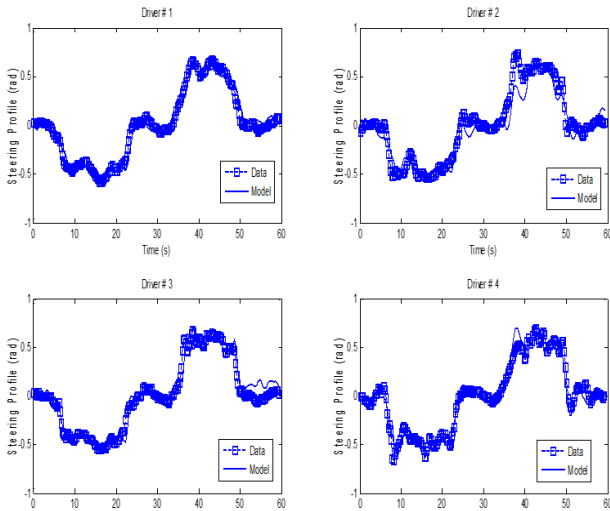 Driver # 1
1
0.5
0
-0.5
-1
Steering Profile (rad)
0 10 20 30 40 50 60
Time (s)
Data
Model
Driver # 2
1
0.5
0
-0.5
-1
Steering Profile (rad)
0 10 20 30 40 50 60
Time (s)
Data
Model
Driver # 3
1
0.5
0
-0.5
-1
Steering Profile (rad)
0 10 20 30 40 50 60
Data
Model
Driver # 4
1
0.5
0
-0.5
-1
Steering Profile (rad)
0 10 20 30 40 50 60
Data
Model